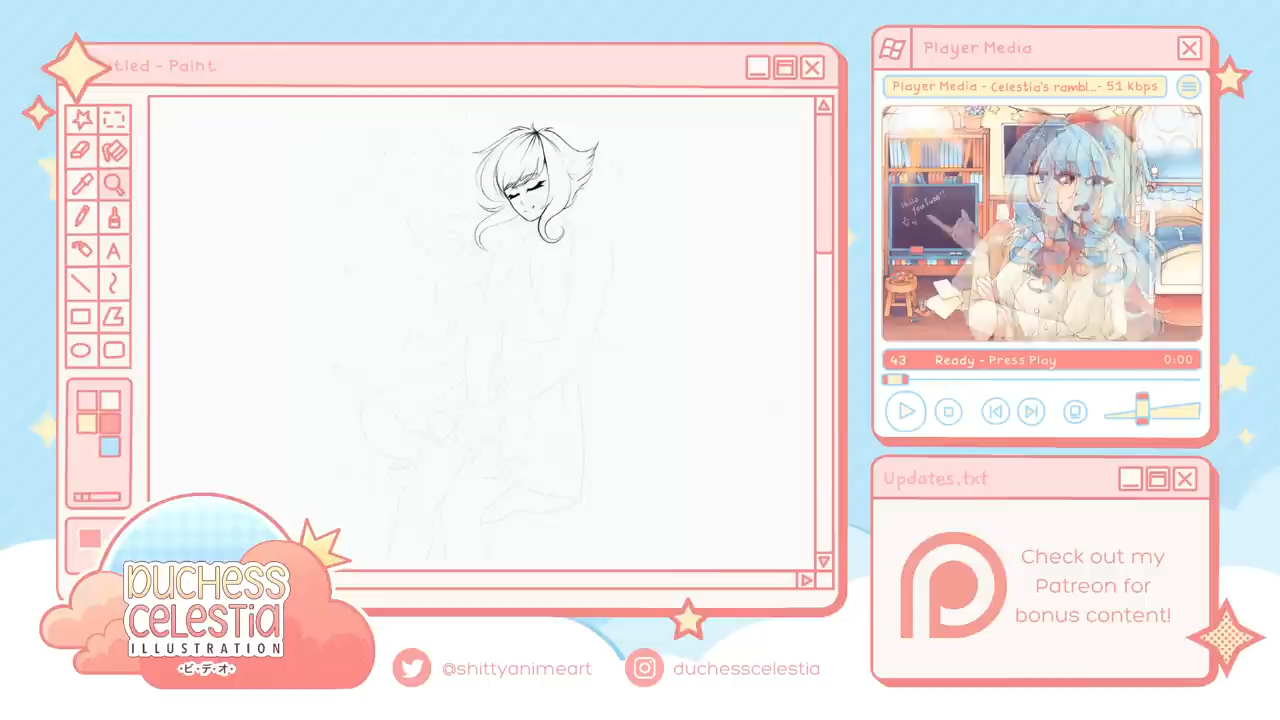 tled - Paint
A
Player Media
Player Media - Celestia's rambl...- 51 Kbps
Hello
YouTube!!
43 Ready - Press Play 0:00
Updates.txt
Check out my
Patreon for
bonus content!
DUCHESS
CELESTIA
ILLUSTRATION
·ビ·デ·オ·
@shittyanimeart
duchesscelestia